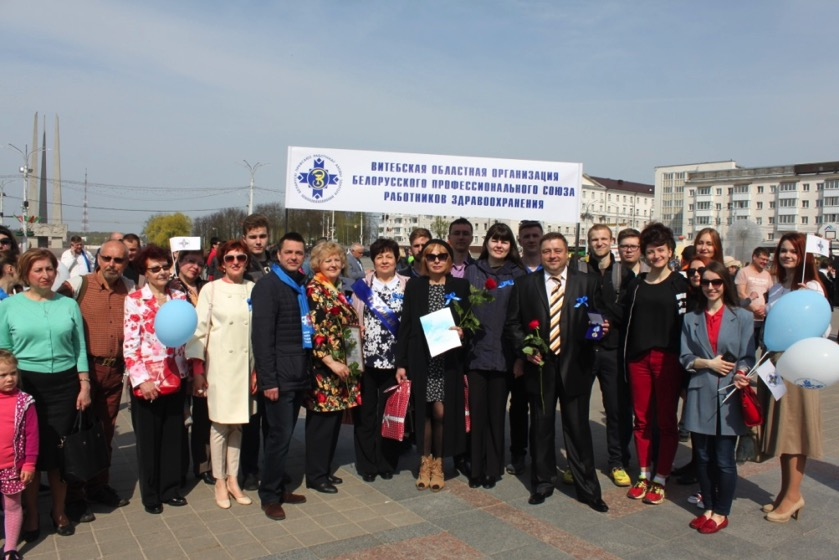 ВИТЕБСКАЯ ОБЛАСТНАЯ ОРГАНИЗАЦИЯ
БЕЛОРУССКОГО ПРОФЕССИОНАЛЬНОГО СОЮЗА
РАБОТНИКОВ ЗДРАВООХРАНЕНИЯ